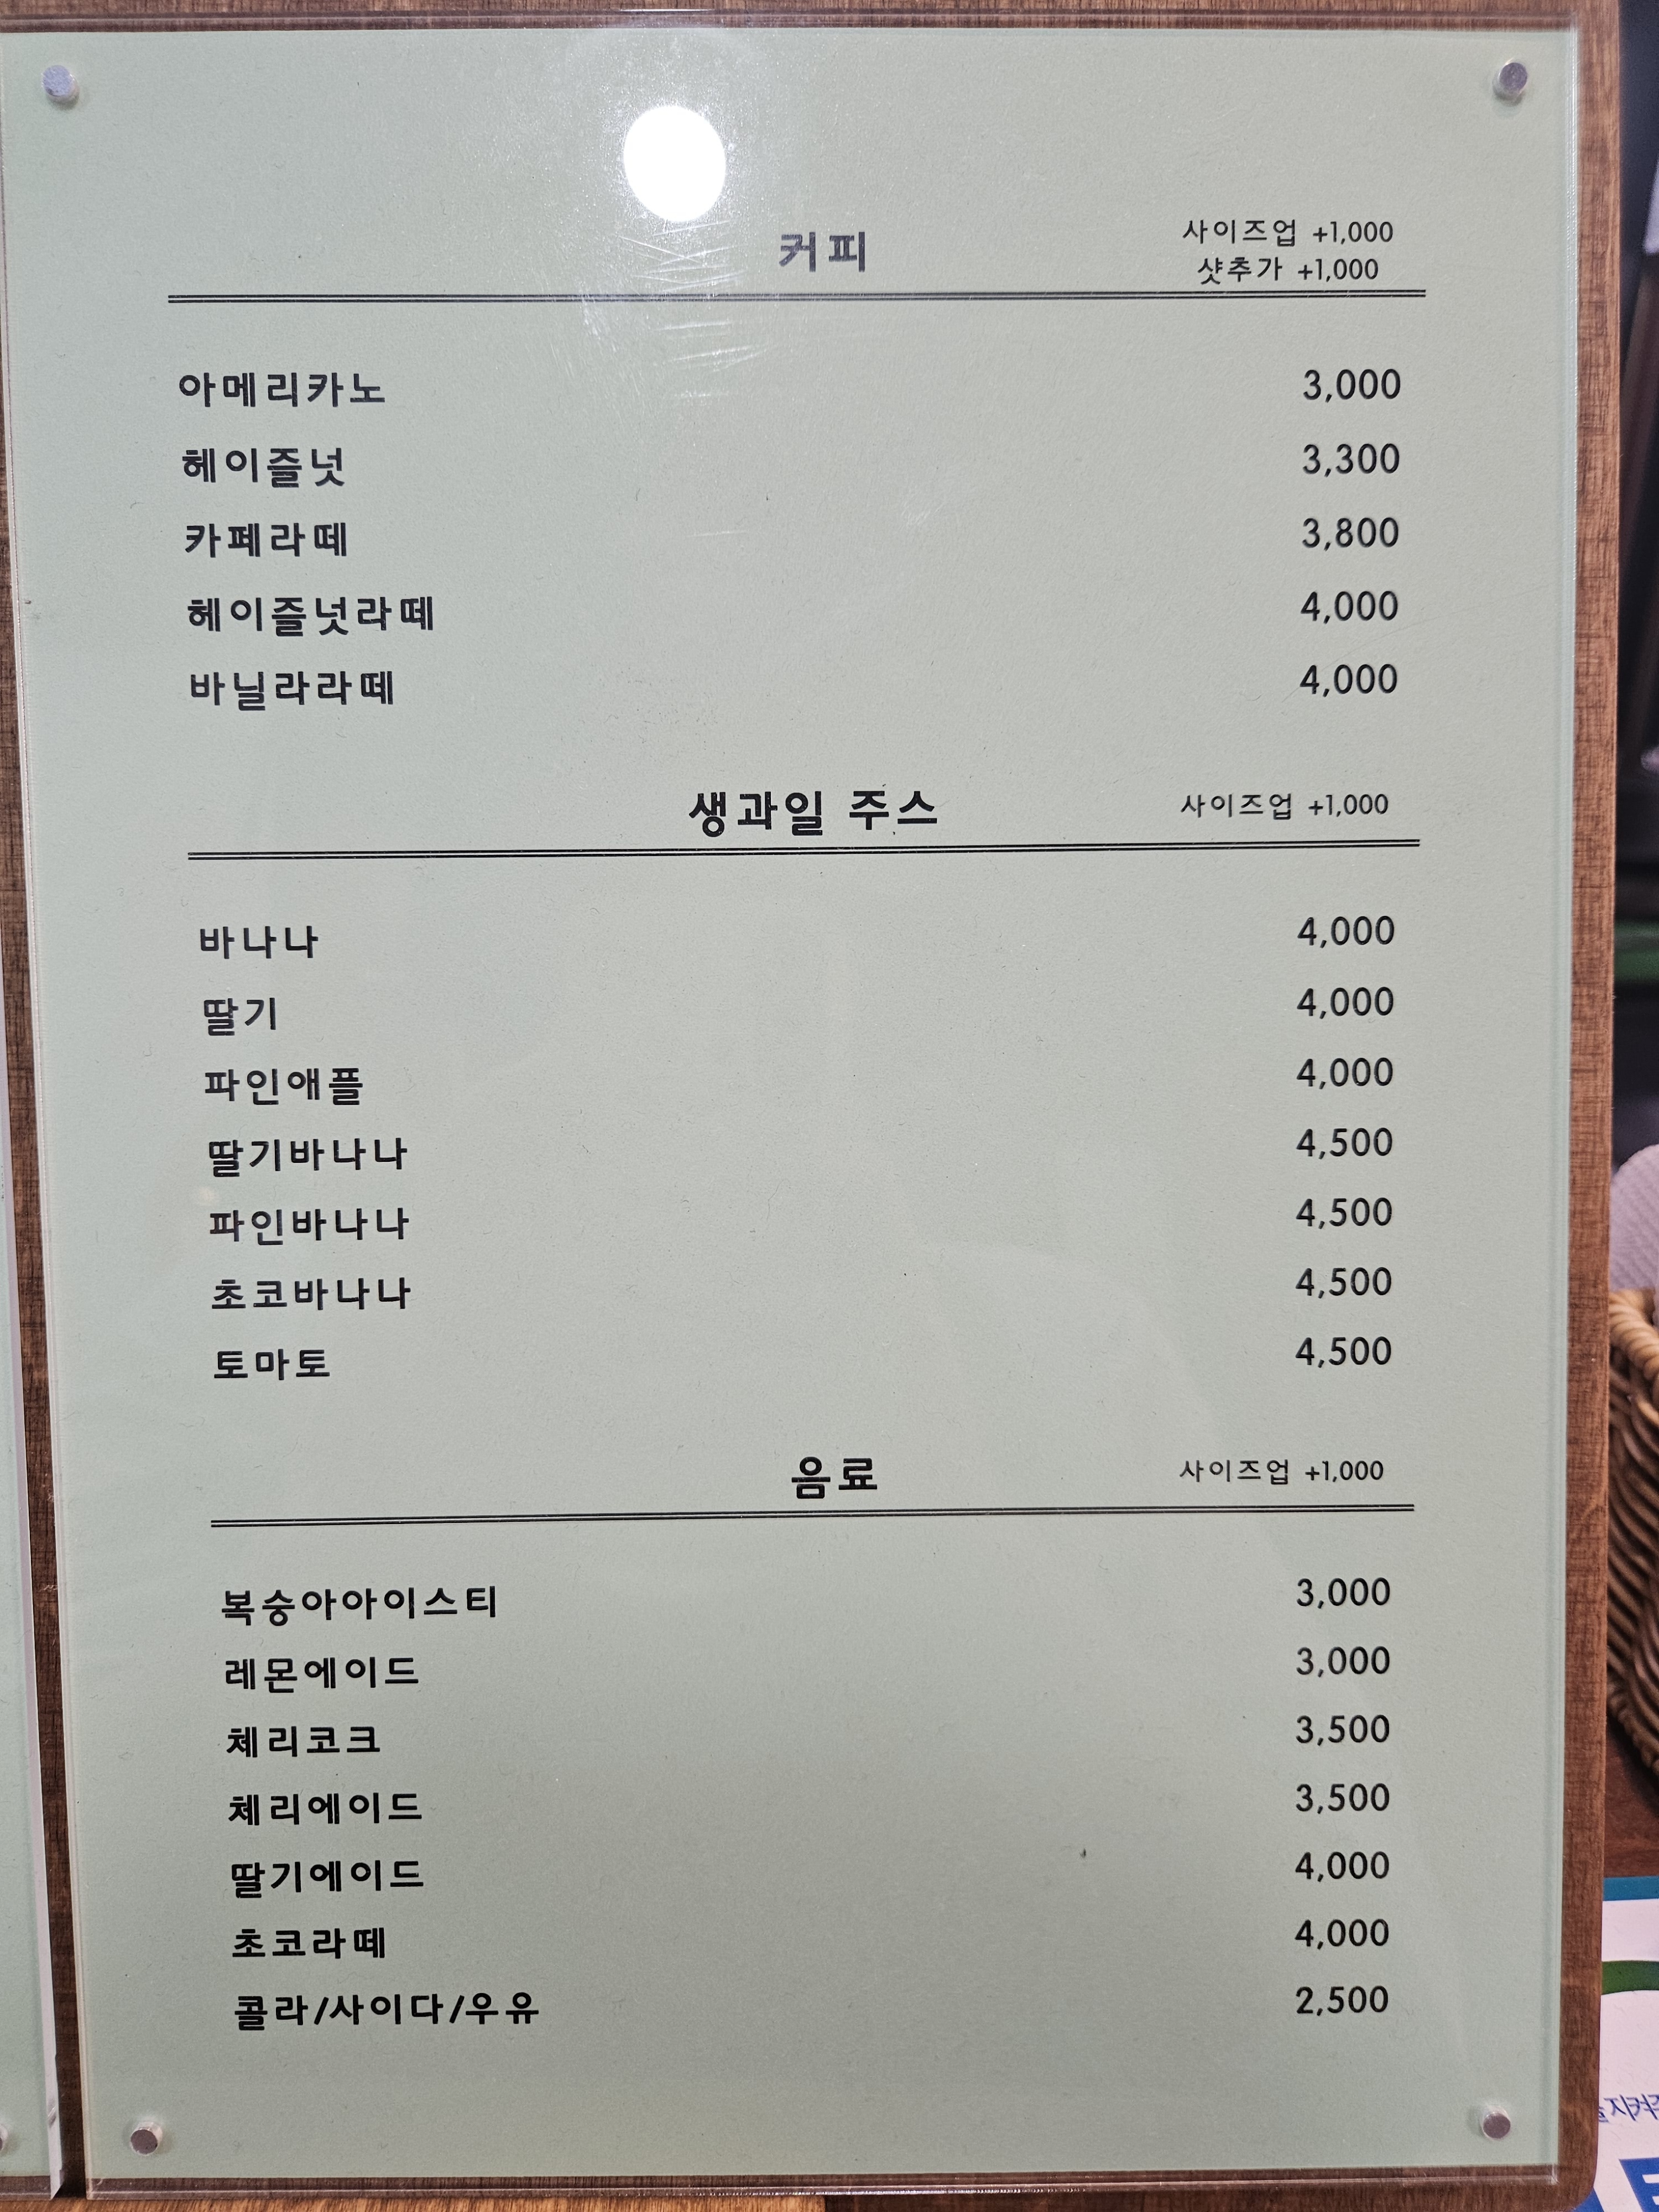 커피
사이즈업 +1,000
샷추가 +1,000
아메리카노 3,000
헤이즐넛 3,300
카페라떼 3,800
헤이즐넛라떼 4,000
바닐라라떼 4,000
생과일 주스 사이즈업 +1,000
바나나 4,000
딸기 4,000
파인애플 4,000
딸기바나나 4,500
파인바나나 4,500
초코바나나 4,500
토마토 4,500
음료 사이즈업 +1,000
복숭아아이스티 3,000
레몬에이드 3,000
체리코크 3,500
체리에이드 3,500
딸기에이드 4,000
초코라떼 4,000
콜라/사이다/우유 2,500